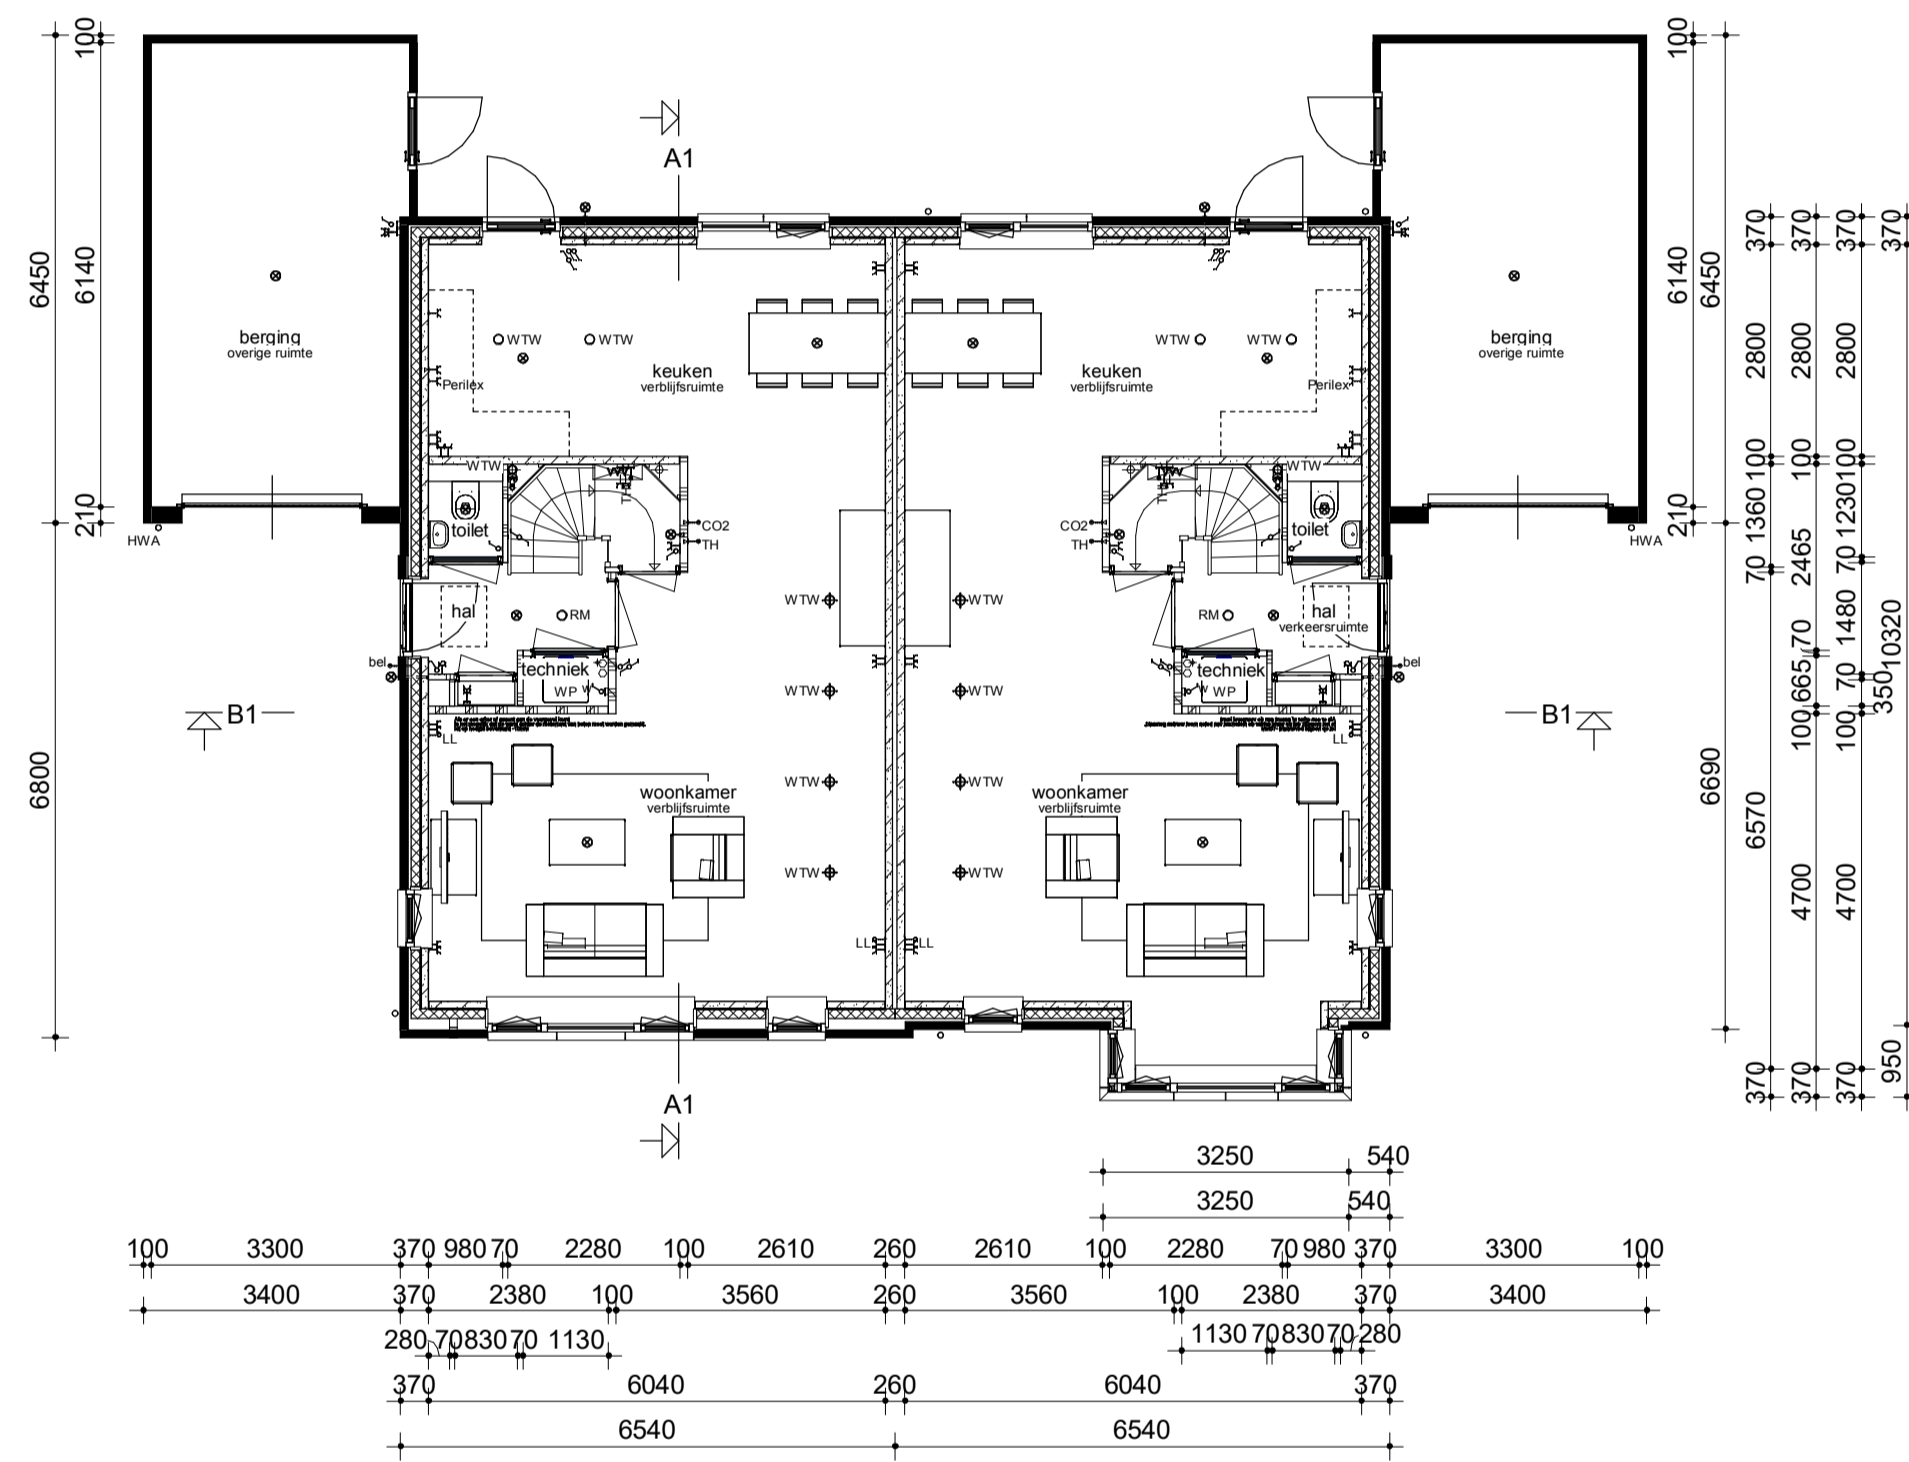 100
6450
6140
210
6800
A1
berging
overige ruimte
HWA
WTW
WTW
Perilex
keuken
verblijfsruimte
WTW
toilet
CO2
TH
hal
RM
bel
techniek
WP
W
LL
B1
WTW
WTW
WTW
WTW
woonkamer
verblijfsruimte
LL
A1
WTW
WTW
keuken
verblijfsruimte
Perilex
berging
overige ruimte
HWA
WTW
toilet
CO2
TH
RM
hal
verkeersruimte
bel
techniek
W
WP
LL
B1
WTW
WTW
WTW
WTW
woonkamer
verblijfsruimte
LL
100
6140
6450
210
6690
370
2800
100
1360
70
6570
370
370
2800
100
2465
70
665
100
4700
370
370
2800
100
1230
70
1480
70
350
100
4700
370
370
10320
950
3250 540
3250 540
100 3300 370 980 70 2280 100 2610 260 2610 100 2280 70 980 370 3300 100
3400 370 2380 100 3560 260 3560 100 2380 370 3400
280 70 830 70 1130 1130 70 830 70 280
370 6040 260 6040 370
6540 6540